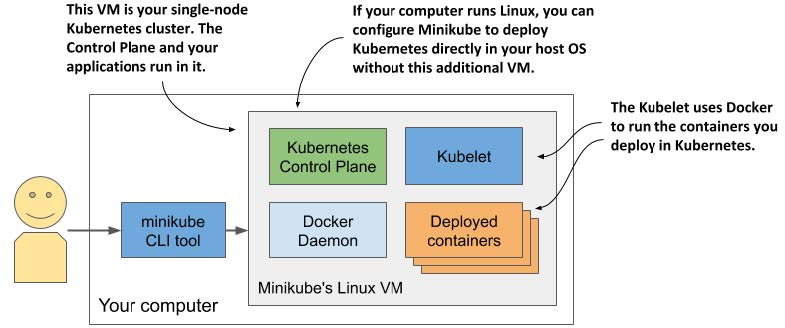 This VM is your single-node
Kubernetes cluster. The
Control Plane and your
applications run in it.
If your computer runs Linux, you can
configure Minikube to deploy
Kubernetes directly in your host OS
without this additional VM.
The Kubelet uses Docker
to run the containers you
deploy in Kubernetes.
Kubernetes
Control Plane
Kubelet
minikube
CLI tool
Docker
Daemon
Deployed
containers
Minikube's Linux VM
Your computer